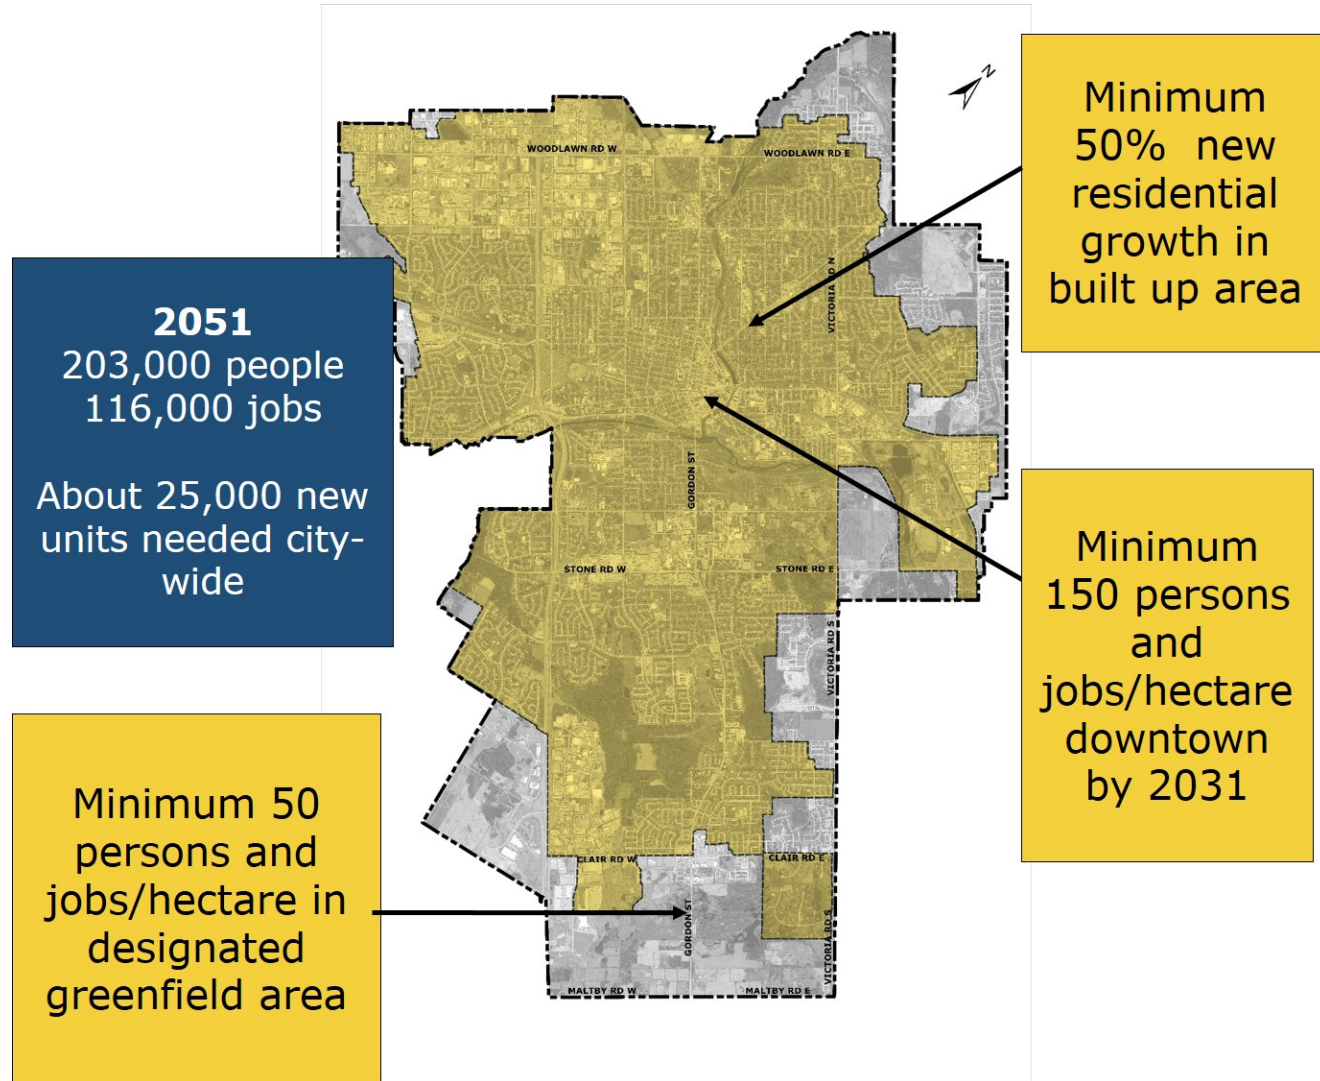 N
WOODLAWN RD W
WOODLAWN RD E
Minimum
50% new
residential
growth in
built up area
VICTORIA RD N
2051
203,000 people
116,000 jobs
About 25,000 new
units needed city-
wide
GORDON ST
STONE RD W
STONE RD E
Minimum
150 persons
and
jobs/hectare
downtown
by 2031
VICTORIA RD S
Minimum 50
persons and
jobs/hectare in
designated
greenfield area
CLAIR RD W
CLAIR RD E
GORDON ST
VICTORIA RD S
MALTBY RD W
MALTBY RD E